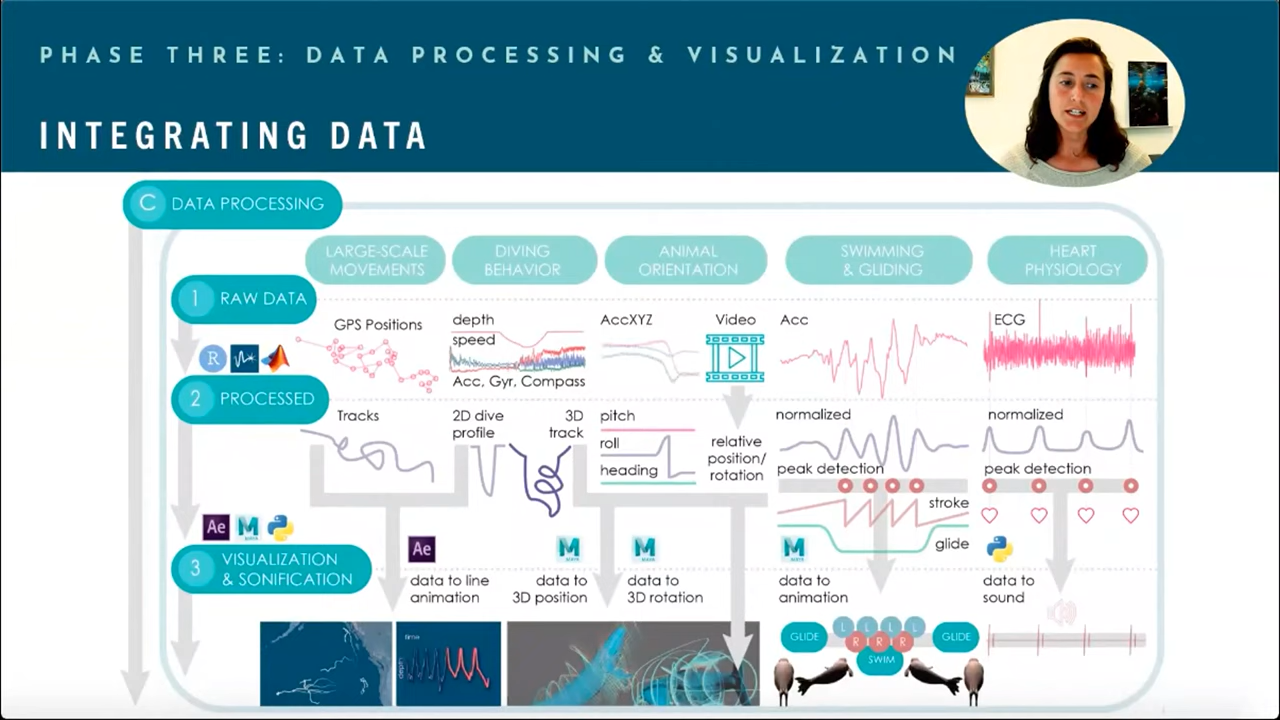 PHASE THREE: DATA PROCESSING & VISUALIZATION
INTEGRATING DATA
C DATA PROCESSING
LARGE-SCALE
MOVEMENTS
DIVING
BEHAVIOR
ANIMAL
ORIENTATION
SWIMMING
& GLIDING
HEART
PHYSIOLOGY
1 RAW DATA
GPS Positions
depth
speed
Acc, Gyr, Compass
AccXYZ
Video
Acc
ECG
R
2 PROCESSED
Tracks
2D dive
profile
3D
track
pitch
roll
heading
relative
position/
rotation
normalized
peak detection
stroke
glide
normalized
peak detection
Ae M
3 VISUALIZATION
& SONIFICATION
Ae
data to line
animation
M
data to
3D position
M
data to
3D rotation
M
data to
animation
data to
sound
time
depth
GLIDE
L L L L
R R R
SWIM
GLIDE